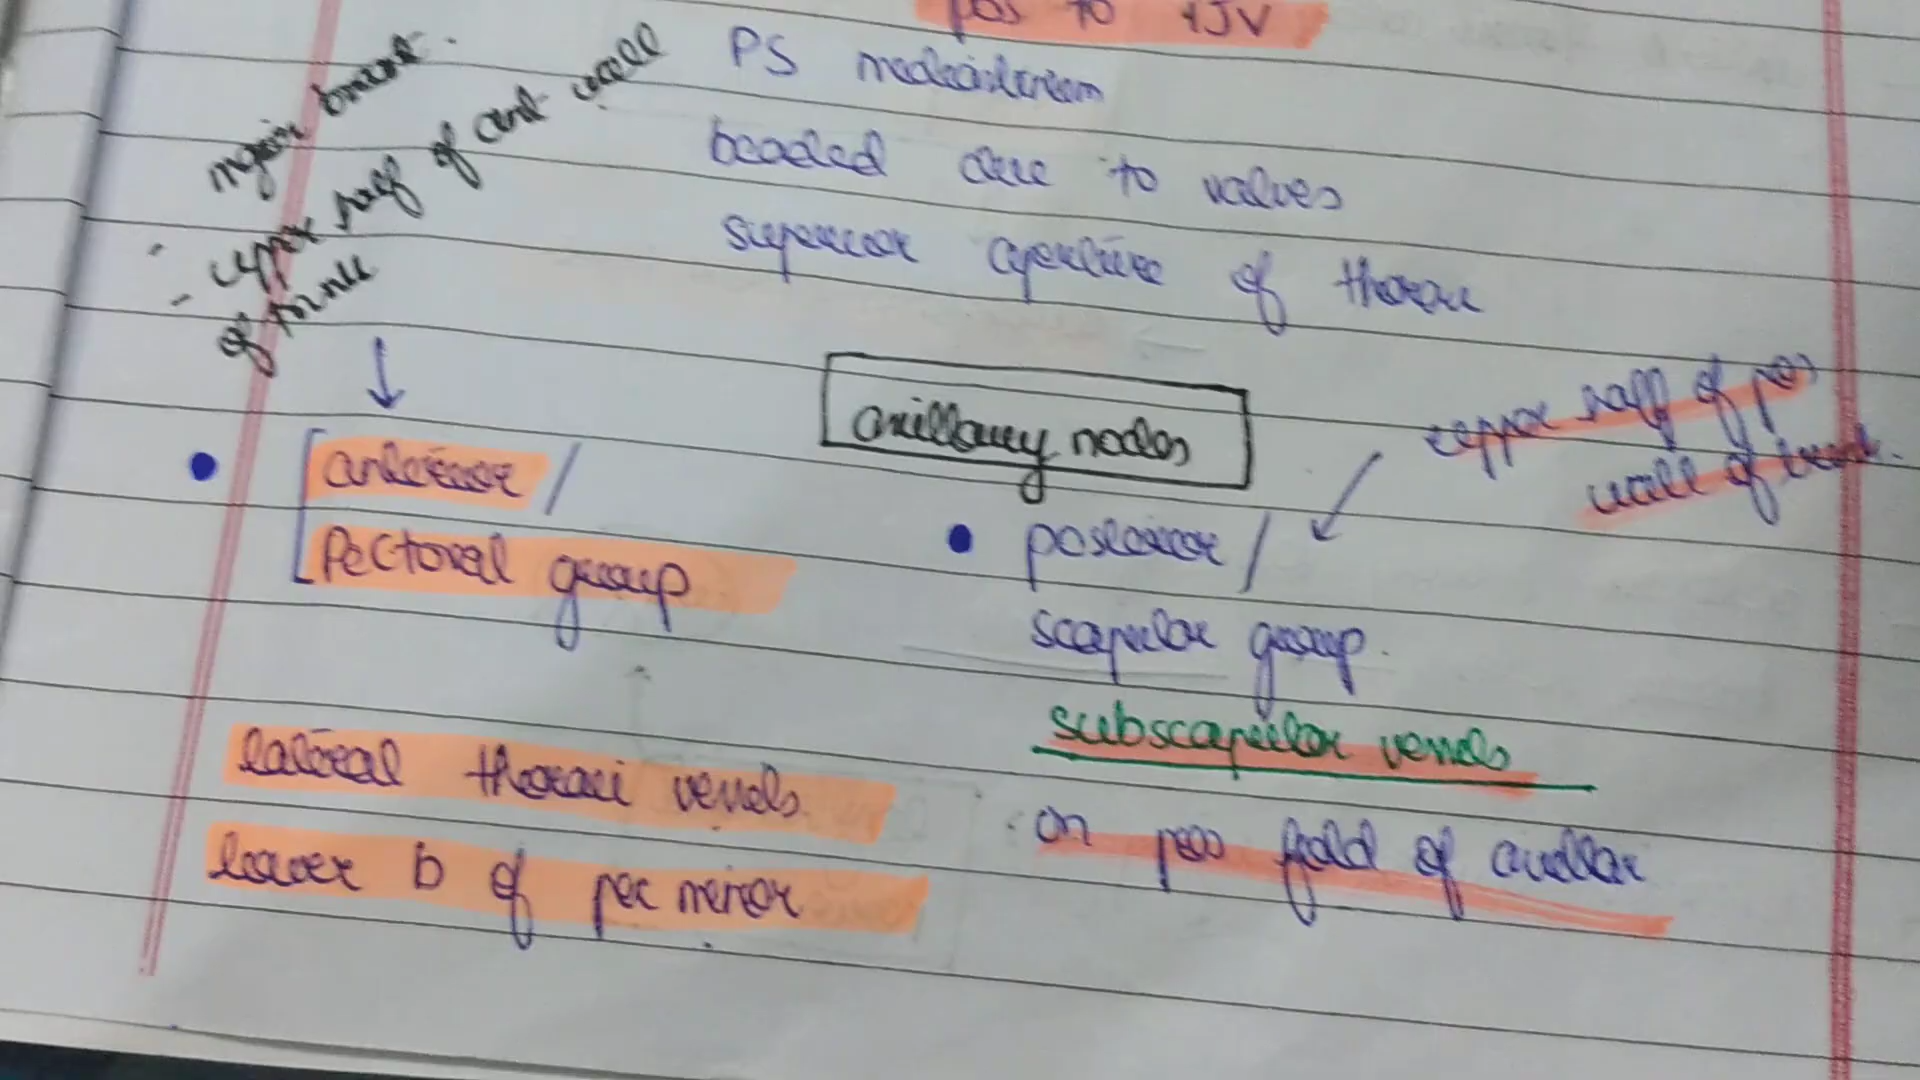 pos to IJV
PS mediastinum
beaded due to valves
superior aperture of thorax
major breast.
- upper half of ant wall
of trunk
axillary nodes
upper half of pos
wall of trunk.
• anterior /
Pectoral group
• posterior /
scapular group.
lateral thoraci vessels.
lower b of pec minor
subscapular vessels
on pos fold of axillar